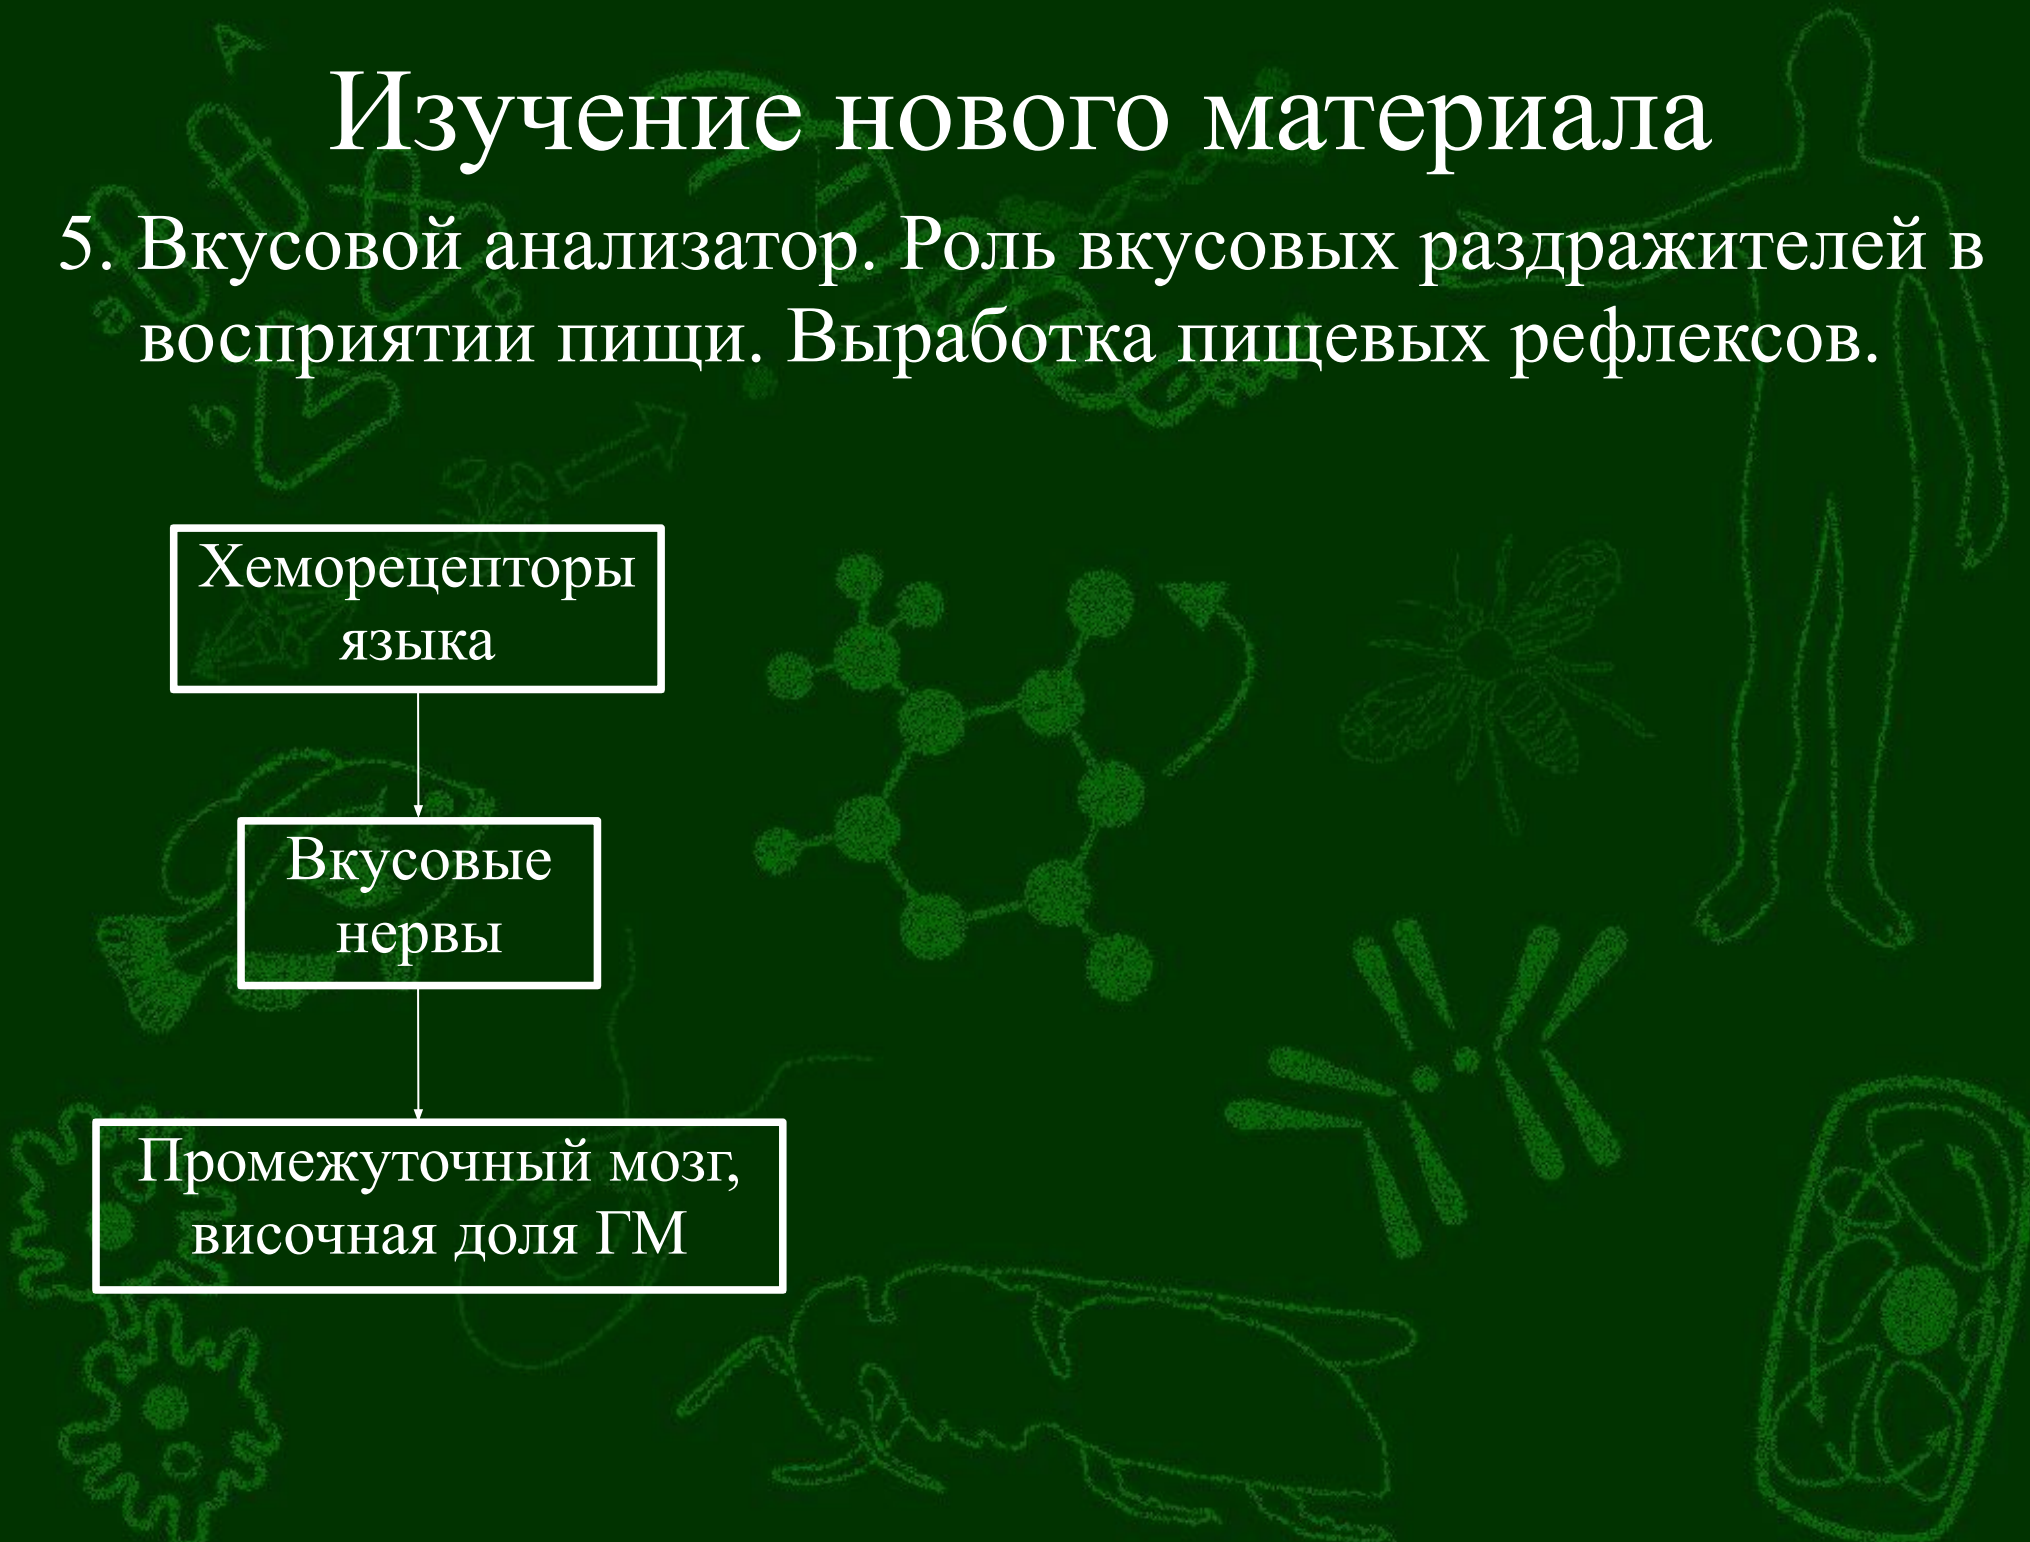 Изучение нового материала
5. Вкусовой анализатор. Роль вкусовых раздражителей в
восприятии пищи. Выработка пищевых рефлексов.
Хеморецепторы
языка
Вкусовые
нервы
Промежуточный мозг,
височная доля ГМ